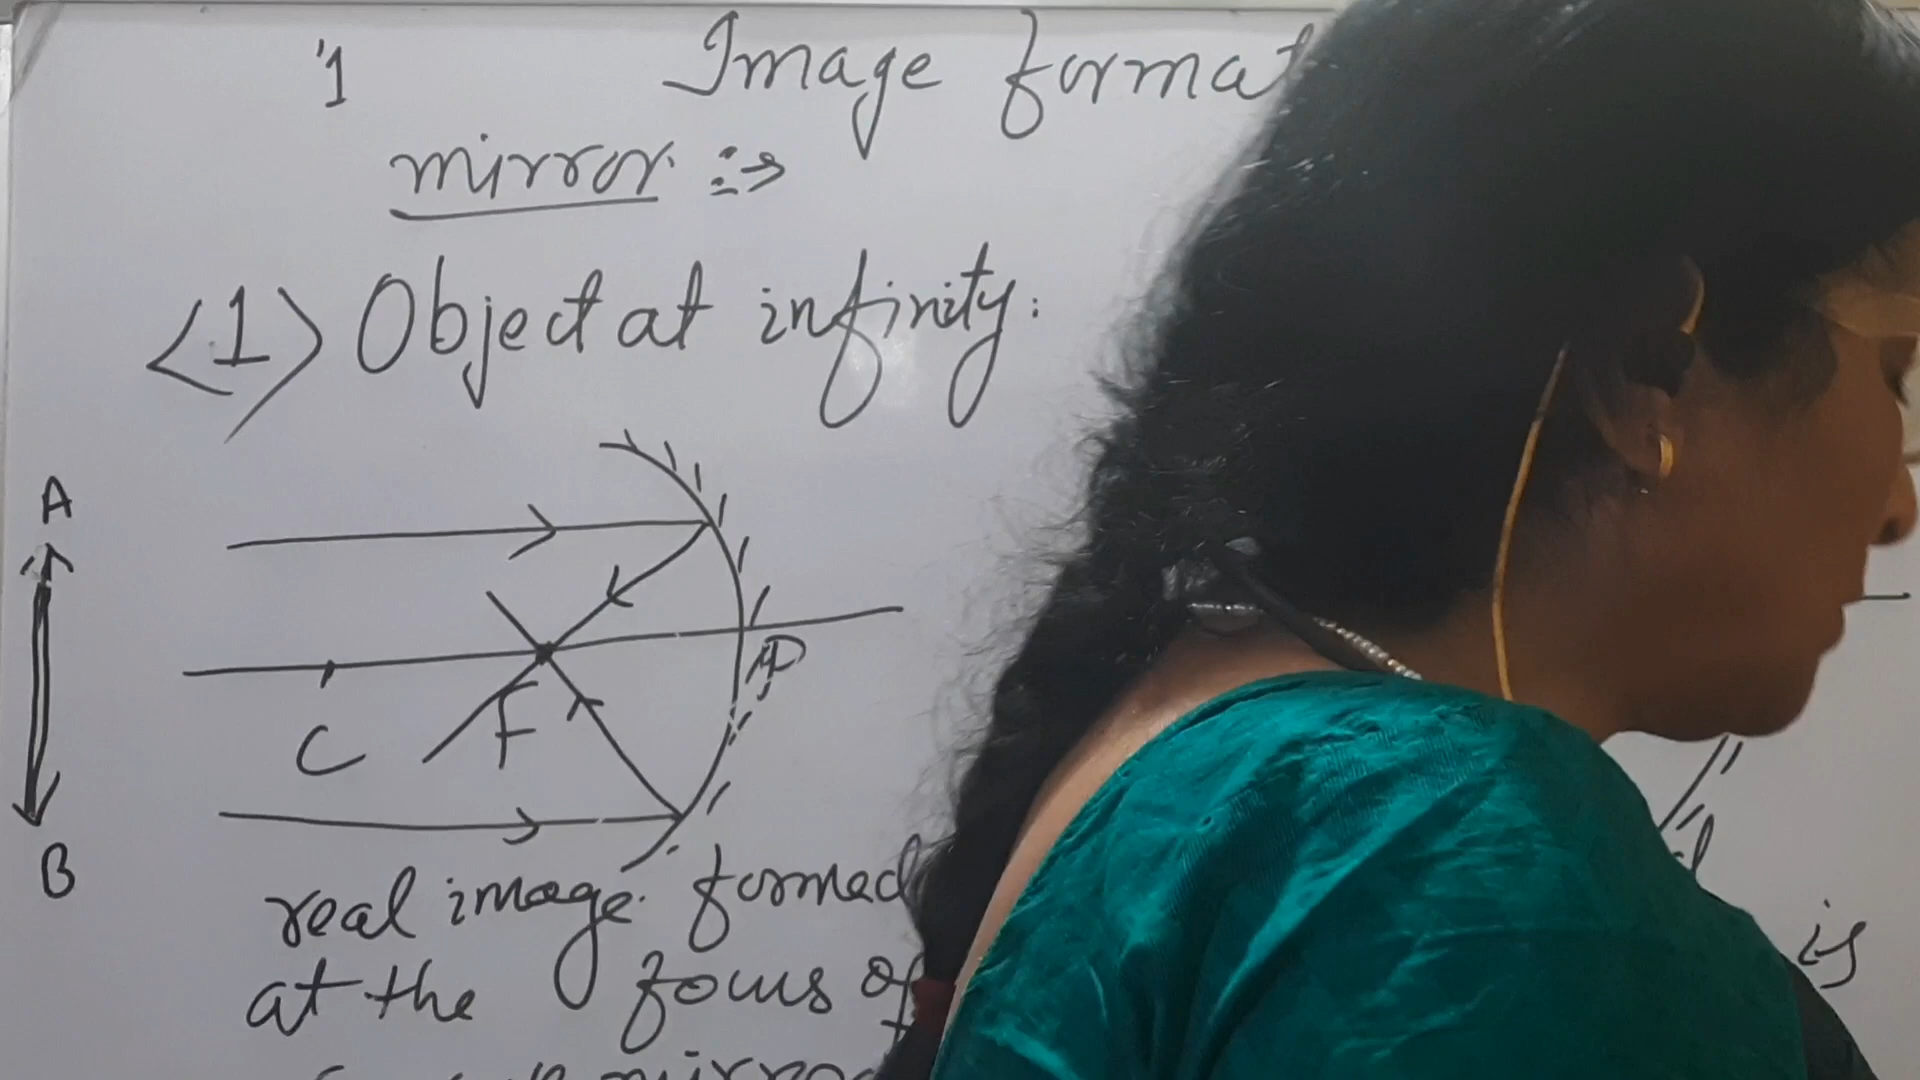 1 Image format
mirror :⇒
<1> Object at infinity:
A
P
C F
B
real image formed
at the focus of
is